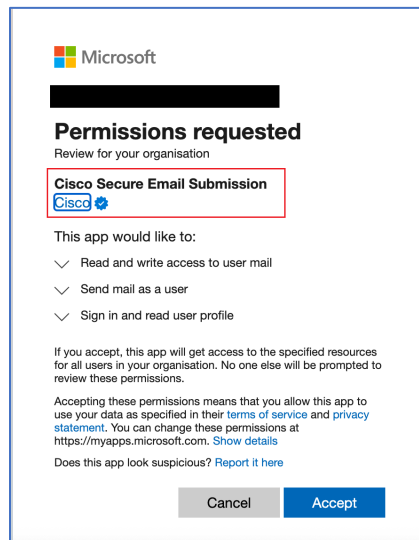 Microsoft
Permissions requested
Review for your organisation
Cisco Secure Email Submission
Cisco
This app would like to:
Read and write access to user mail
Send mail as a user
Sign in and read user profile
If you accept, this app will get access to the specified resources
for all users in your organisation. No one else will be prompted to
review these permissions.
Accepting these permissions means that you allow this app to
use your data as specified in their terms of service and privacy
statement. You can change these permissions at
https://myapps.microsoft.com. Show details
Does this app look suspicious? Report it here
Cancel Accept